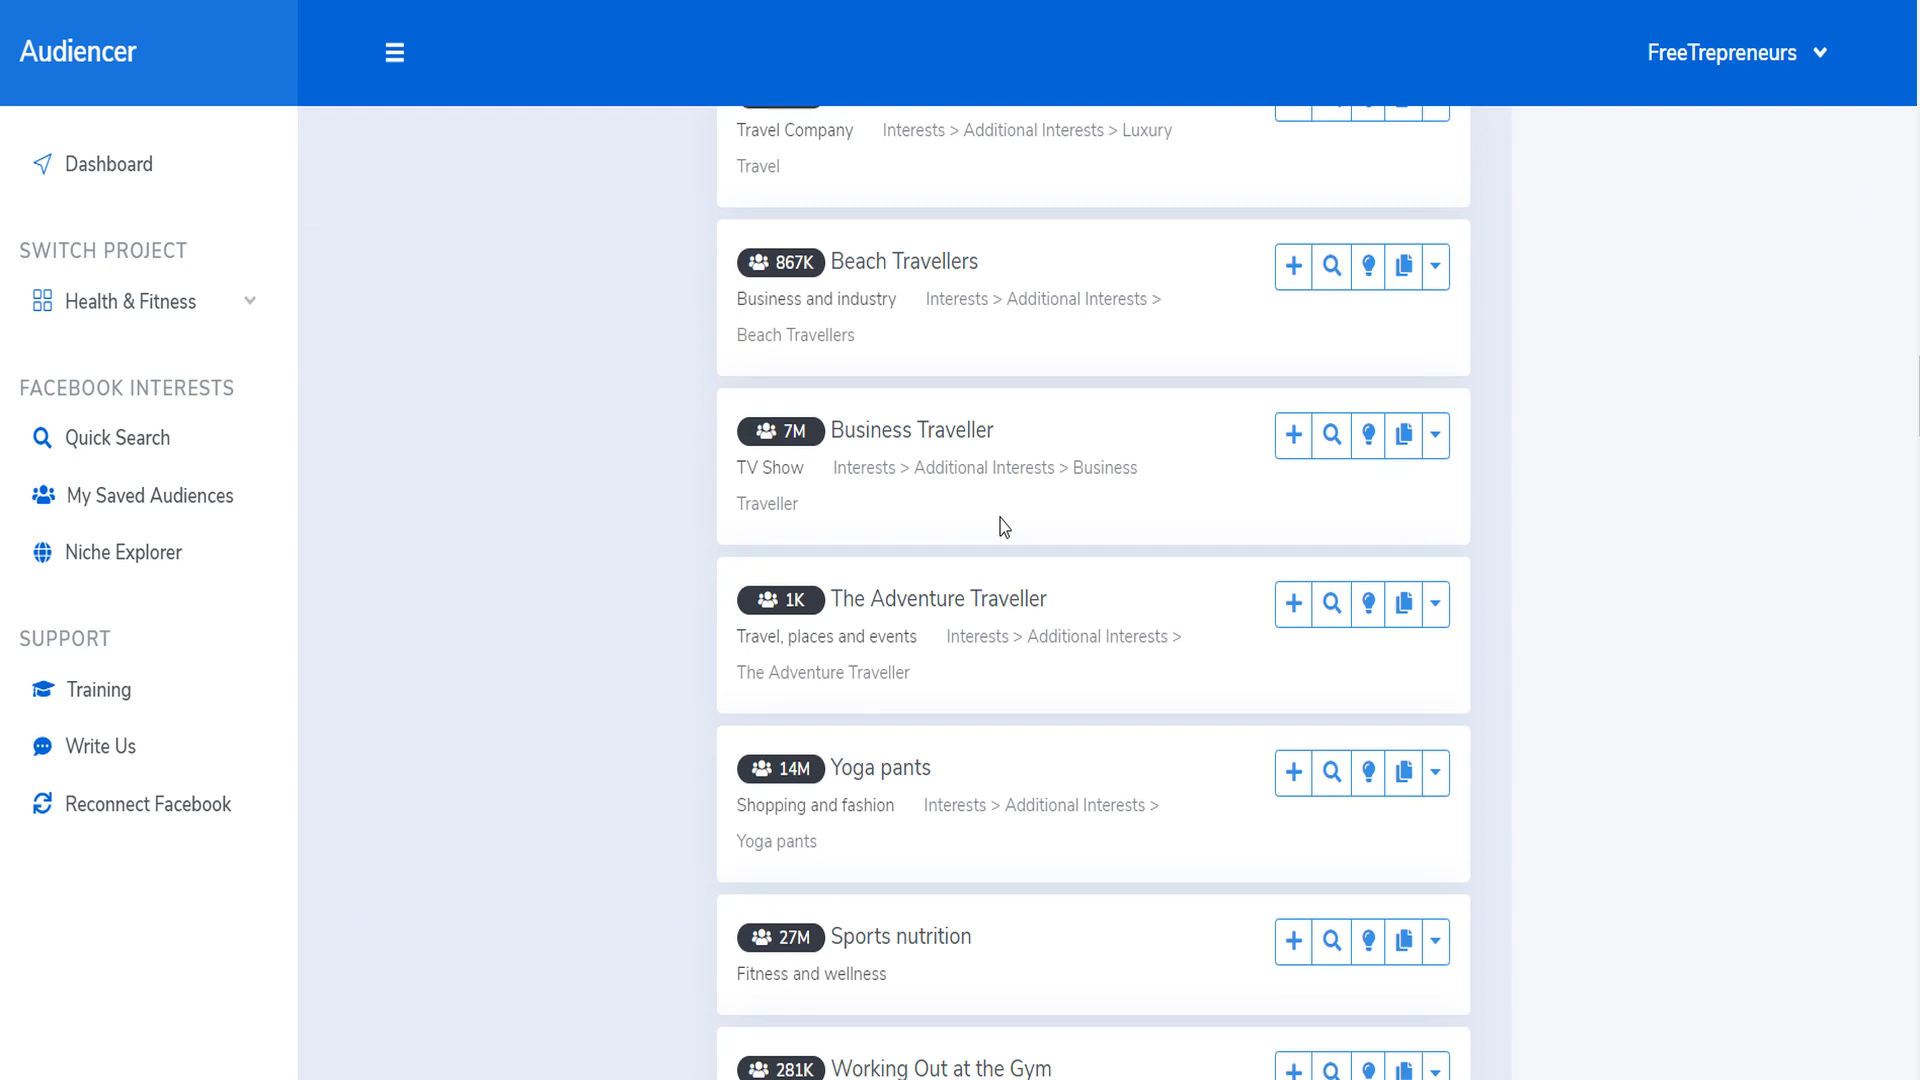 Audiencer
FreeTrepreneurs
Dashboard
SWITCH PROJECT
Health & Fitness
FACEBOOK INTERESTS
Quick Search
My Saved Audiences
Niche Explorer
SUPPORT
Training
Write Us
Reconnect Facebook
Travel Company Interests > Additional Interests > Luxury
Travel
867K Beach Travellers
Business and industry Interests > Additional Interests >
Beach Travellers
7M Business Traveller
TV Show Interests > Additional Interests > Business
Traveller
1K The Adventure Traveller
Travel, places and events Interests > Additional Interests >
The Adventure Traveller
14M Yoga pants
Shopping and fashion Interests > Additional Interests >
Yoga pants
27M Sports nutrition
Fitness and wellness
281K Working Out at the Gym